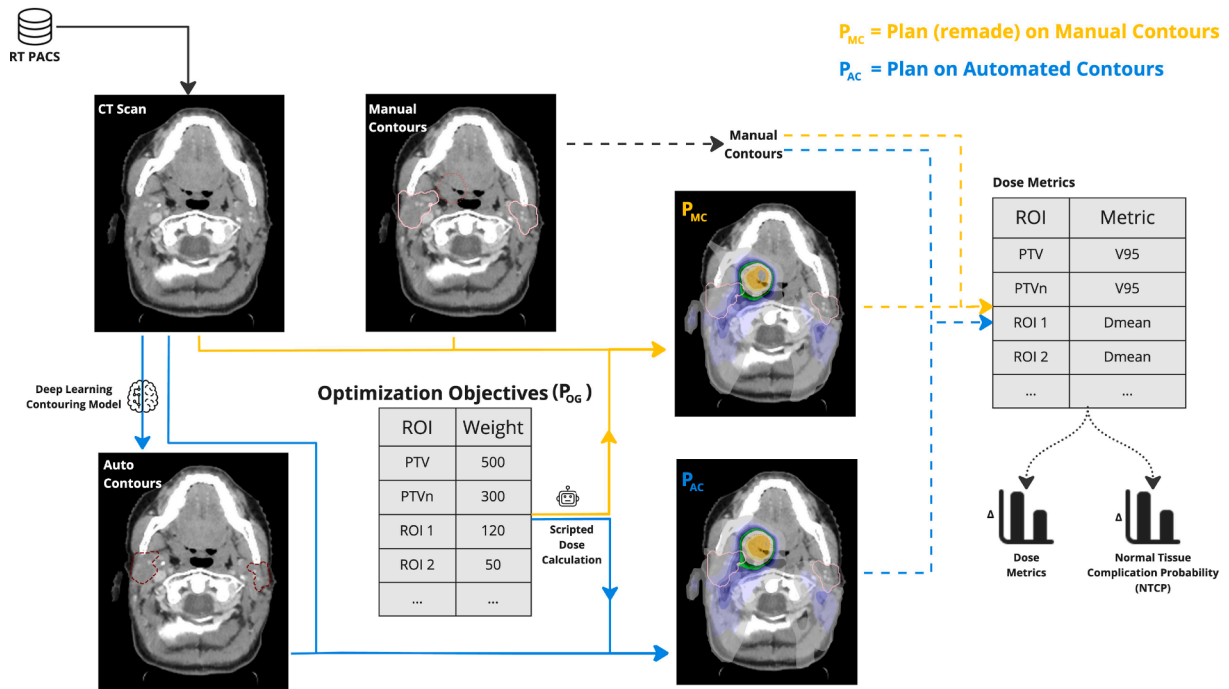 RT PACS
P_MC = Plan (remade) on Manual Contours
P_AC = Plan on Automated Contours
CT Scan
Manual
Contours
Manual
Contours
P_MC
Dose Metrics
ROI Metric
PTV V95
PTVn V95
ROI 1 Dmean
ROI 2 Dmean
... ...
Deep Learning
Contouring Model
Optimization Objectives (P_OG)
ROI Weight
PTV 500
PTVn 300
ROI 1 120
ROI 2 50
... ...
Scripted
Dose
Calculation
Auto
Contours
P_AC
Δ
Dose
Metrics
Δ
Normal Tissue
Complication Probability
(NTCP)